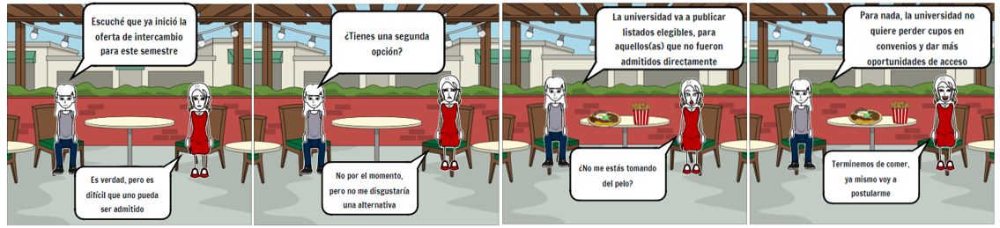 Escuché que ya inició la
oferta de intercambio
para este semestre
Es verdad, pero es
difícil que uno pueda
ser admitido
¿Tienes una segunda
opción?
No por el momento,
pero no me disgustaría
una alternativa
La universidad va a publicar
listados elegibles, para
aquellos(as) que no fueron
admitidos directamente
¿No me estás tomando
del pelo?
Para nada, la universidad no
quiere perder cupos en
convenios y dar más
oportunidades de acceso
Terminemos de comer,
ya mismo voy a
postularme